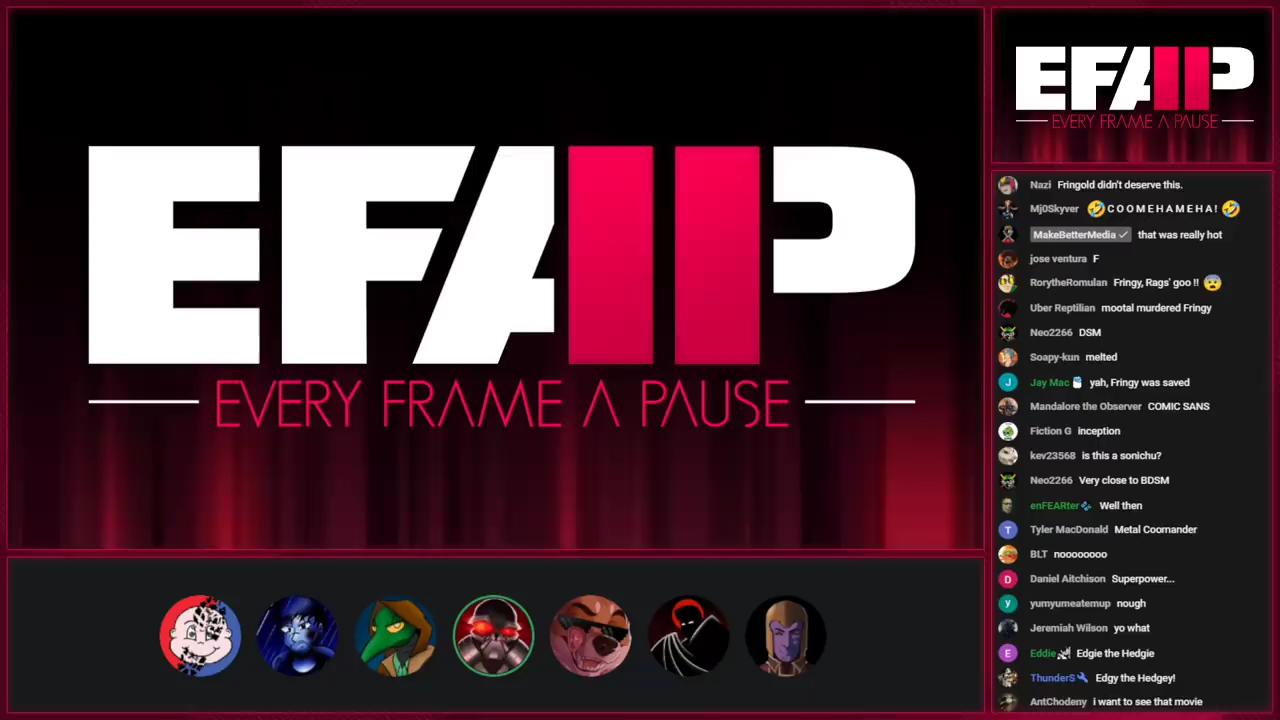 EFAP
EVERY FRAME A PAUSE
EFAP
EVERY FRAME A PAUSE
Nazi Fringold didn't deserve this.
Mj0Skyver 🤣 C O O M E H A M E H A ! 🤣
MakeBetterMedia ✓ that was really hot
jose ventura F
RorytheRomulan Fringy, Rags' goo !! 😨
Uber Reptilian mootal murdered Fringy
Neo2266 DSM
Soapy-kun melted
J Jay Mac yah, Fringy was saved
Mandalore the Observer COMIC SANS
Fiction G inception
kev23568 is this a sonichu?
Neo2266 Very close to BDSM
enFEARter Well then
T Tyler MacDonald Metal Coomander
BLT noooooooo
D Daniel Aitchison Superpower...
y yumyumeatemup nough
Jeremiah Wilson yo what
E Eddie Edgie the Hedgie
ThunderS 🔧 Edgy the Hedgey!
AntChodeny i want to see that movie